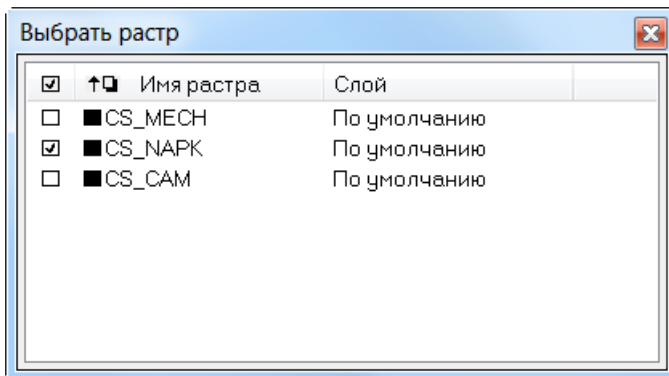 Выбрать растр
Имя растра Слой
CS_MECH По умолчанию
CS_NAPK По умолчанию
CS_CAM По умолчанию